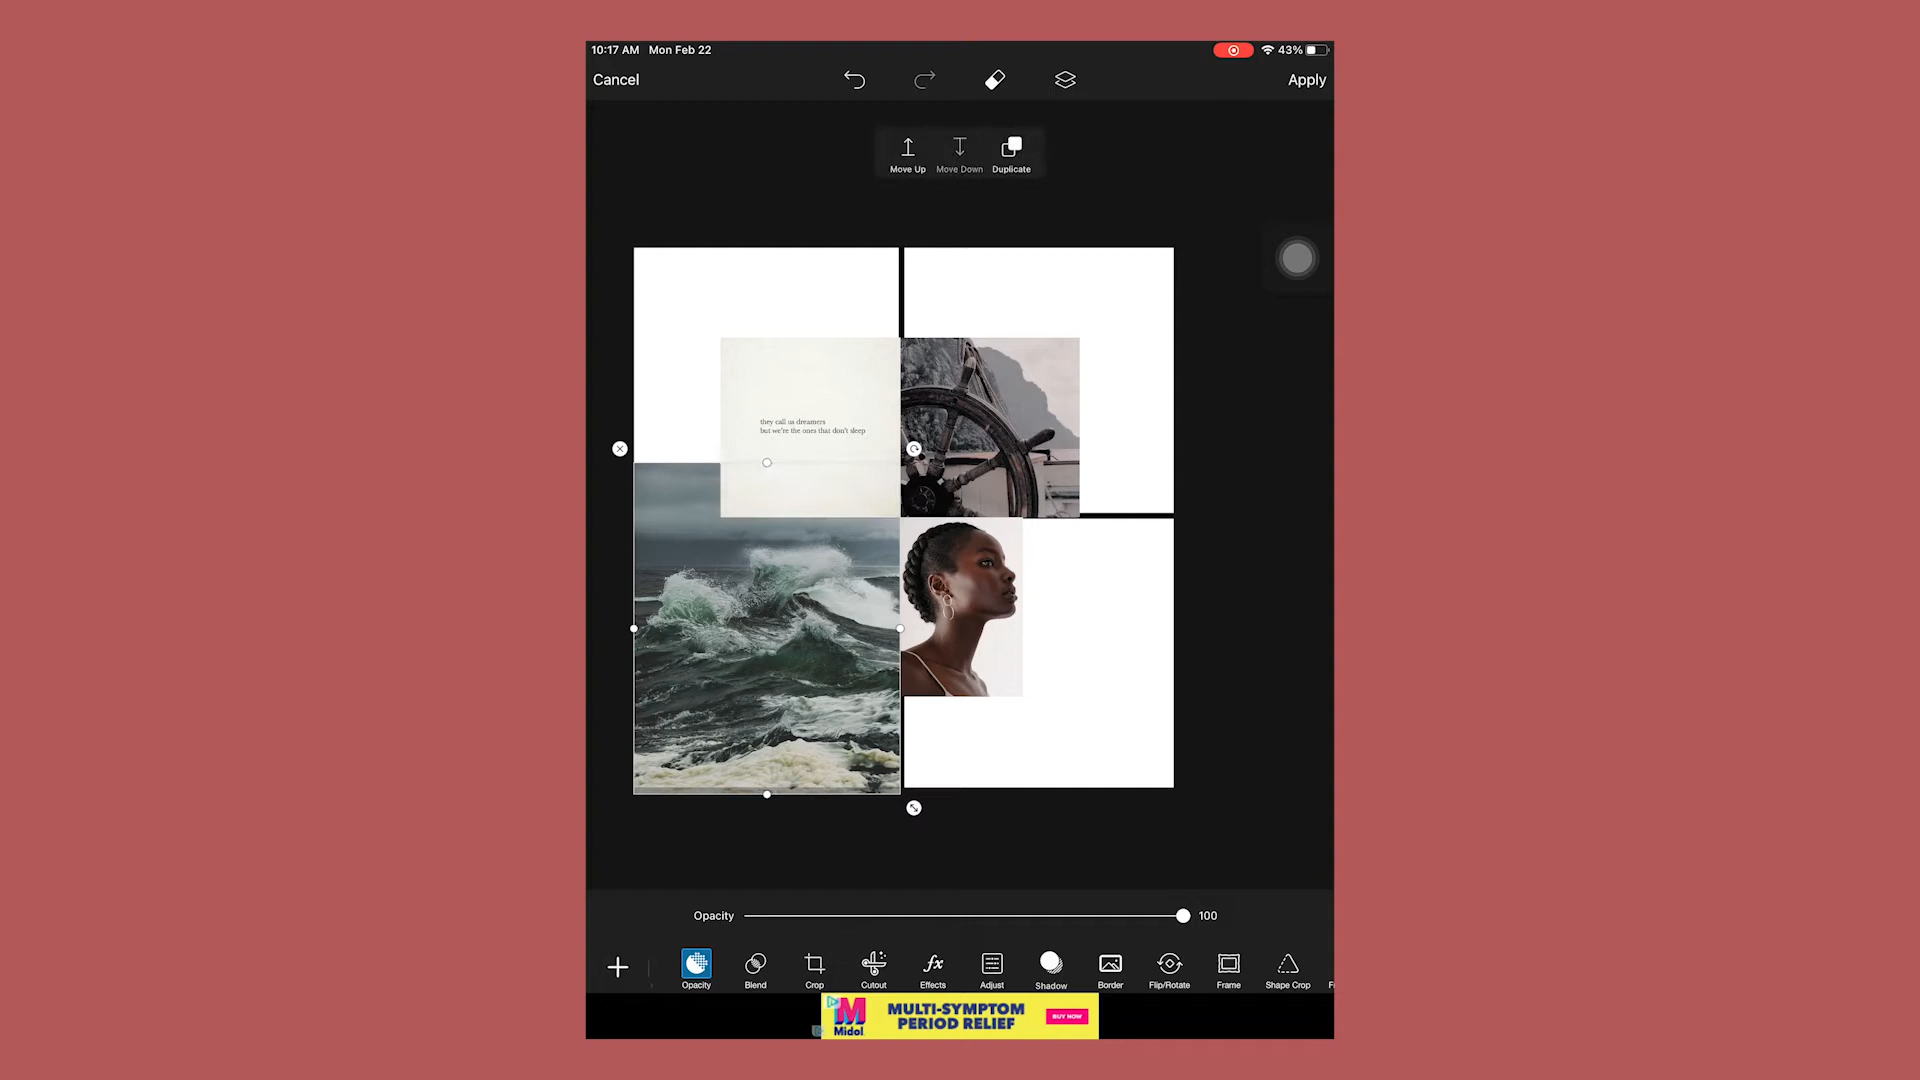 10:17 AM Mon Feb 22
43%
Cancel
Apply
Move Up
Move Down
Duplicate
they call us dreamers
but we're the ones that don't sleep
Opacity
100
Opacity
Blend
Crop
Cutout
Effects
Adjust
Shadow
Border
Flip/Rotate
Frame
Shape Crop
Midol
MULTI-SYMPTOM
PERIOD RELIEF
BUY NOW